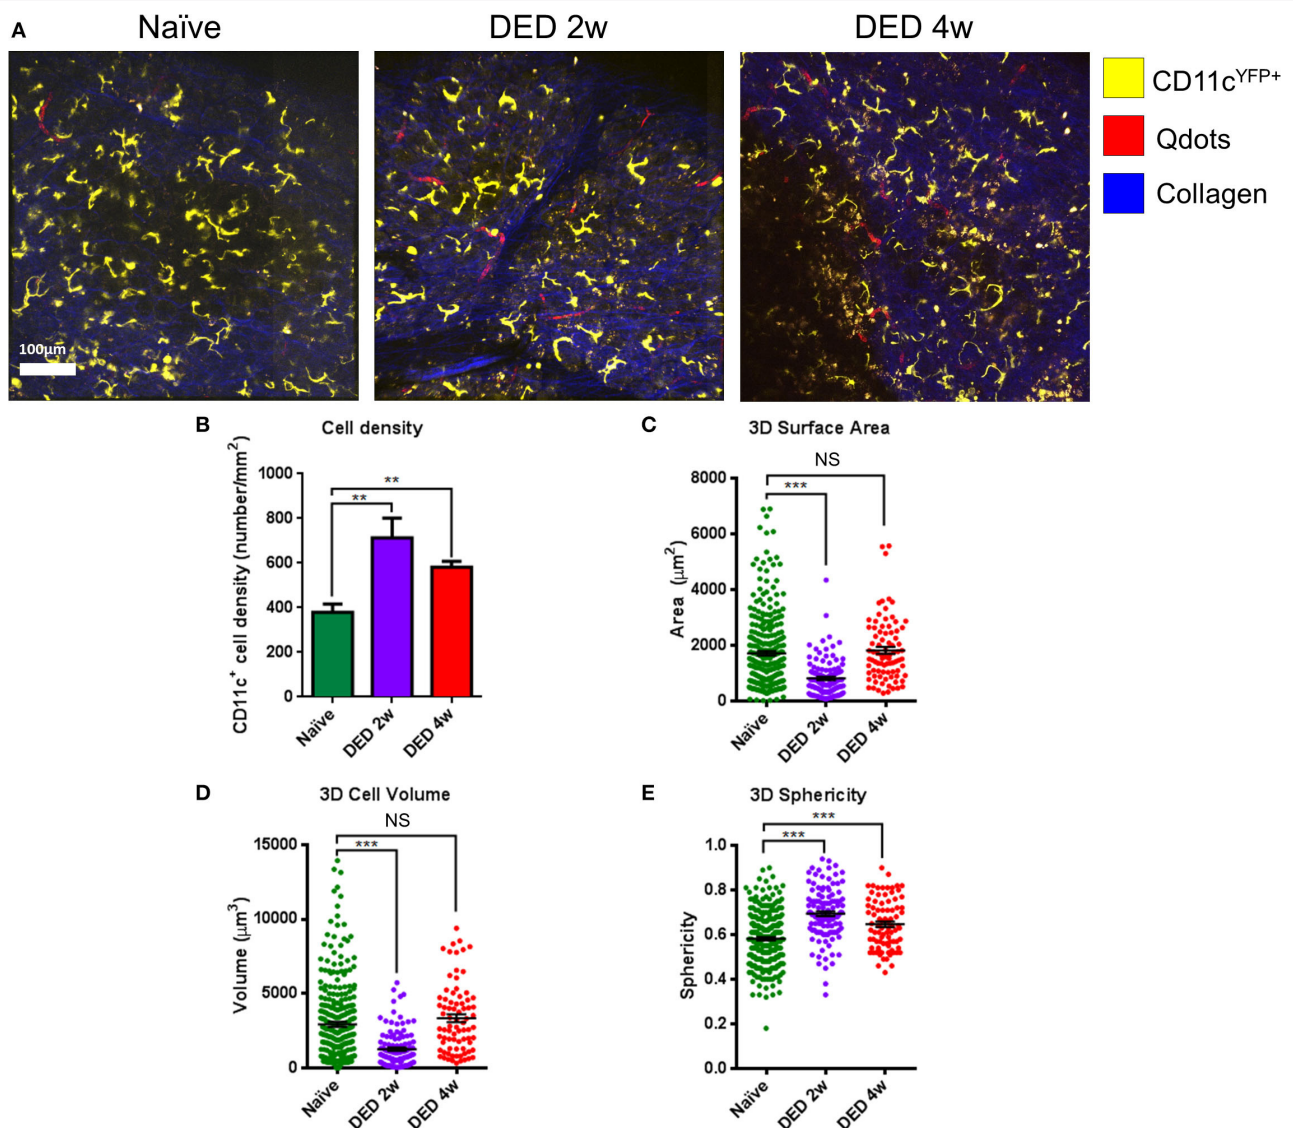 A
Naïve
DED 2w
DED 4w
CD11cYFP+
Qdots
Collagen
100µm
B
Cell density
CD11c+ cell density (number/mm2)
1000
800
600
400
200
0
**
**
Naïve
DED 2w
DED 4w
C
3D Surface Area
Area (µm2)
8000
6000
4000
2000
0
NS
***
Naïve
DED 2w
DED 4w
D
3D Cell Volume
Volume (µm3)
15000
10000
5000
0
NS
***
Naïve
DED 2w
DED 4w
E
3D Sphericity
Sphericity
1.0
0.8
0.6
0.4
0.2
0.0
***
***
Naïve
DED 2w
DED 4w